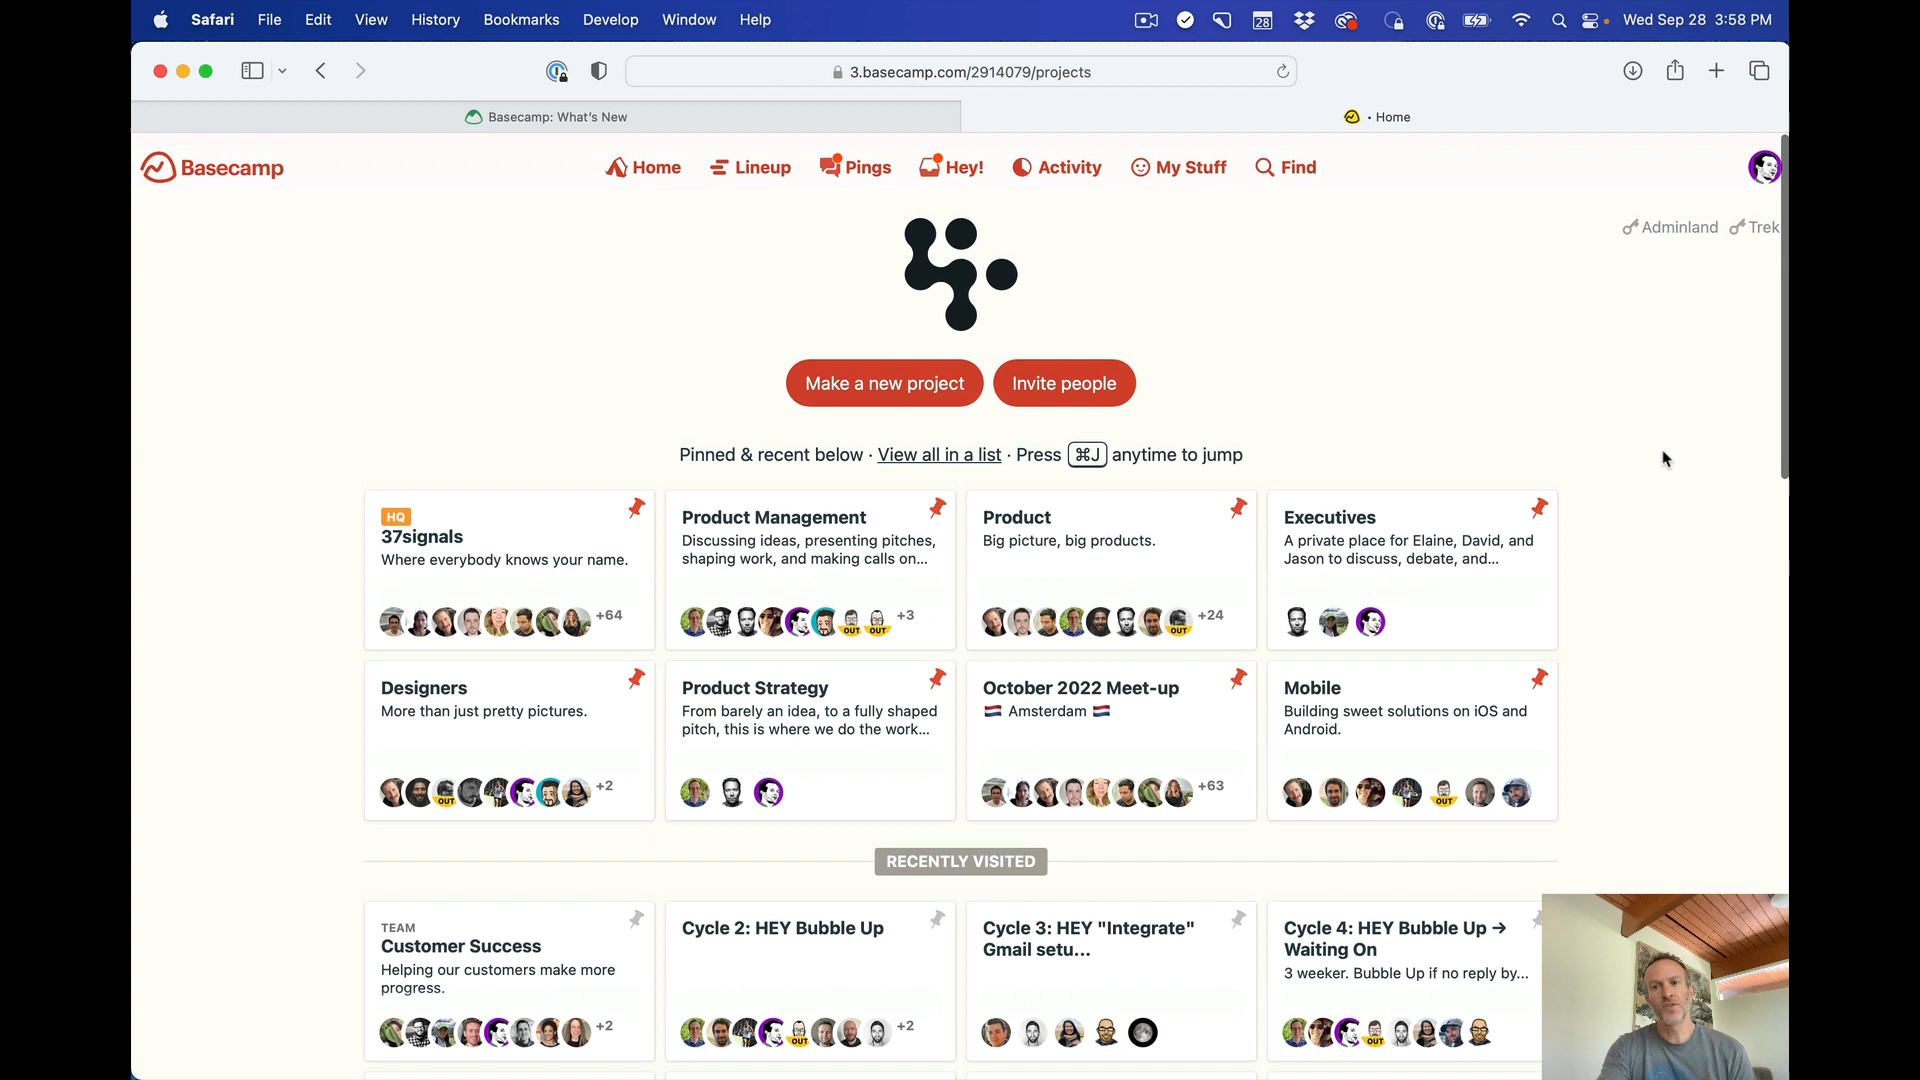 Safari File Edit View History Bookmarks Develop Window Help
28
Wed Sep 28 3:58 PM
3.basecamp.com/2914079/projects
Basecamp: What's New
• Home
Basecamp
Home Lineup Pings Hey! Activity My Stuff Find
Adminland Trek
Make a new project
Invite people
Pinned & recent below · View all in a list · Press ⌘J anytime to jump
HQ
37signals
Where everybody knows your name.
+64
Product Management
Discussing ideas, presenting pitches,
shaping work, and making calls on...
OUT OUT +3
Product
Big picture, big products.
OUT +24
Executives
A private place for Elaine, David, and
Jason to discuss, debate, and...
Designers
More than just pretty pictures.
OUT +2
Product Strategy
From barely an idea, to a fully shaped
pitch, this is where we do the work...
October 2022 Meet-up
🇳🇱 Amsterdam 🇳🇱
+63
Mobile
Building sweet solutions on iOS and
Android.
OUT
RECENTLY VISITED
TEAM
Customer Success
Helping our customers make more
progress.
+2
Cycle 2: HEY Bubble Up
OUT +2
Cycle 3: HEY "Integrate"
Gmail setu...
Cycle 4: HEY Bubble Up →
Waiting On
3 weeker. Bubble Up if no reply by...
OUT